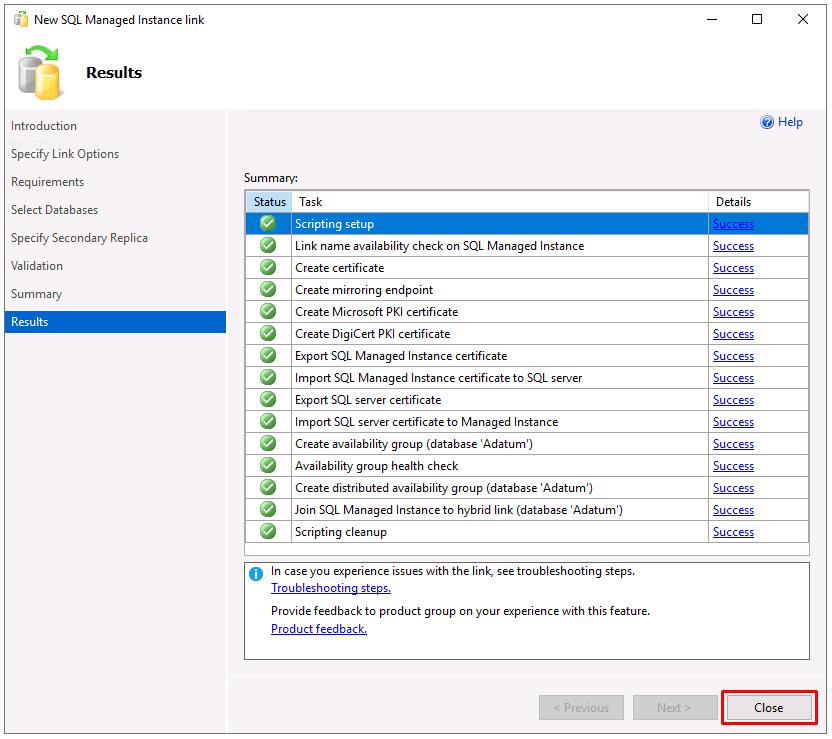 New SQL Managed Instance link
Results
Introduction
Specify Link Options
Requirements
Select Databases
Specify Secondary Replica
Validation
Summary
Results
Help
Summary:
Status Task Details
Scripting setup Success
Link name availability check on SQL Managed Instance Success
Create certificate Success
Create mirroring endpoint Success
Create Microsoft PKI certificate Success
Create DigiCert PKI certificate Success
Export SQL Managed Instance certificate Success
Import SQL Managed Instance certificate to SQL server Success
Export SQL server certificate Success
Import SQL server certificate to Managed Instance Success
Create availability group (database 'Adatum') Success
Availability group health check Success
Create distributed availability group (database 'Adatum') Success
Join SQL Managed Instance to hybrid link (database 'Adatum') Success
Scripting cleanup Success
In case you experience issues with the link, see troubleshooting steps.
Troubleshooting steps.
Provide feedback to product group on your experience with this feature.
Product feedback.
< Previous Next > Close